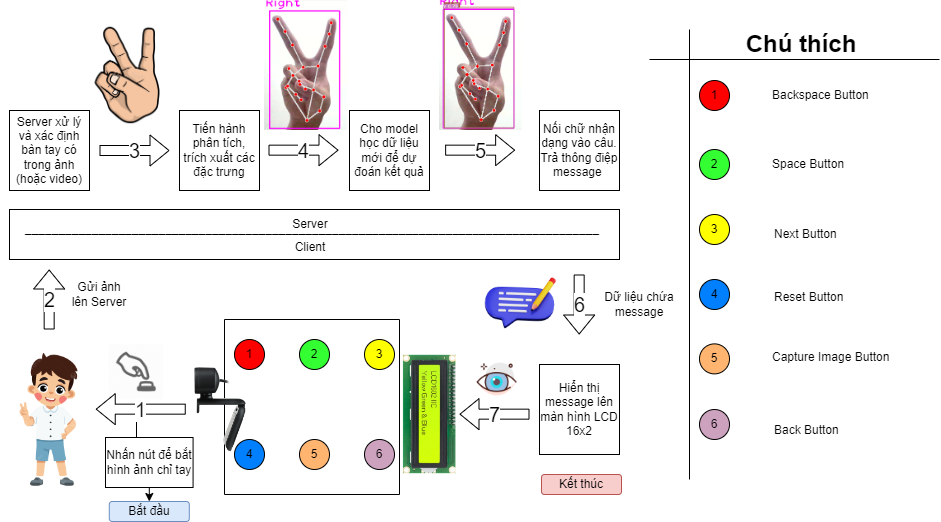 Right
Right
Chú thích
Server xử lý
và xác định
bàn tay có
trong ảnh
(hoặc video)
3
Tiến hành
phân tích,
trích xuất các
đặc trưng
4
Cho model
học dữ liệu
mới để dự
đoán kết quả
5
Nối chữ nhận
dạng vào câu.
Trả thông điệp
message
Server
Client
2
Gửi ảnh
lên Server
6
Dữ liệu chứa
message
1
2
3
4
5
6
LCD1602 IIC
Yellow Green & Blue
7
Hiển thị
message lên
màn hình LCD
16x2
Kết thúc
1
Nhấn nút để bắt
hình ảnh chỉ tay
Bắt đầu
1
Backspace Button
2
Space Button
3
Next Button
4
Reset Button
5
Capture Image Button
6
Back Button